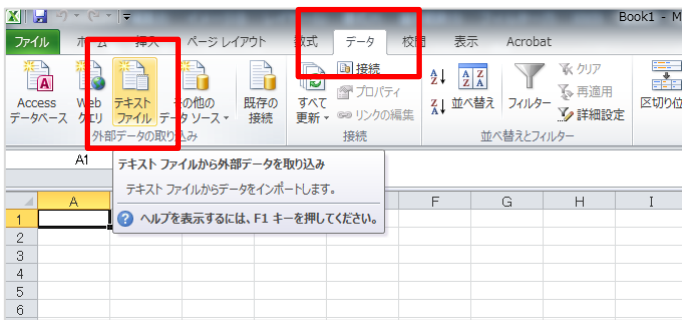 Book1 - M
ファイル ホーム 挿入 ページ レイアウト 数式 データ 校閲 表示 Acrobat
Access データベース
Web クエリ
テキスト ファイル
その他の データ ソース
既存の 接続
外部データの取り込み
すべて 更新
接続
プロパティ
リンクの編集
接続
並べ替え
フィルター
クリア
再適用
詳細設定
並べ替えとフィルター
区切り位
A1
テキスト ファイルから外部データを取り込み
テキスト ファイルからデータをインポートします。
ヘルプを表示するには、F1 キーを押してください。
A F G H I
1
2
3
4
5
6